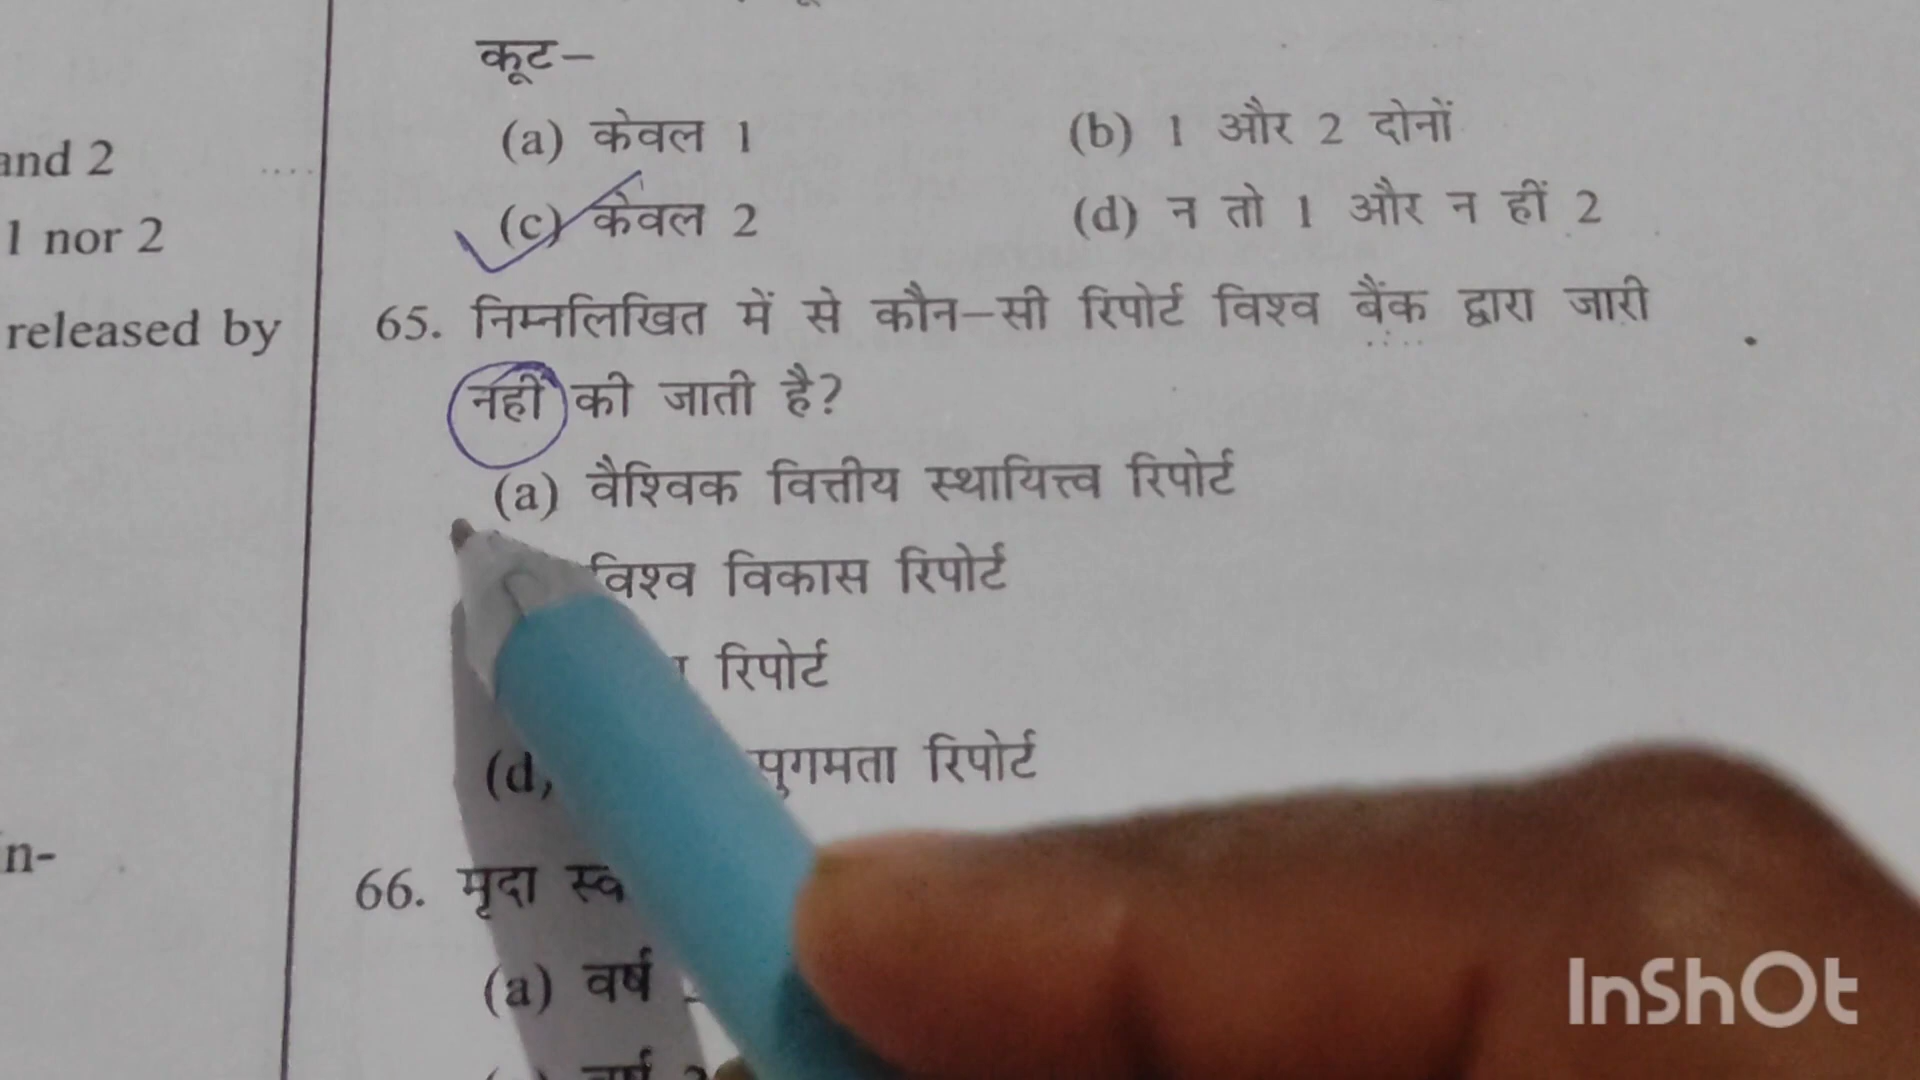 and 2
1 nor 2
released by
n-
कूट–
(a) केवल 1
(b) 1 और 2 दोनों
(c) केवल 2
(d) न तो 1 और न हीं 2
65. निम्नलिखित में से कौन–सी रिपोर्ट विश्व बैंक द्वारा जारी
नहीं की जाती है?
(a) वैश्विक वित्तीय स्थायित्त्व रिपोर्ट
विश्व विकास रिपोर्ट
रिपोर्ट
(d) सुगमता रिपोर्ट
66. मृदा
(a) वर्ष
वर्ष
InShOt